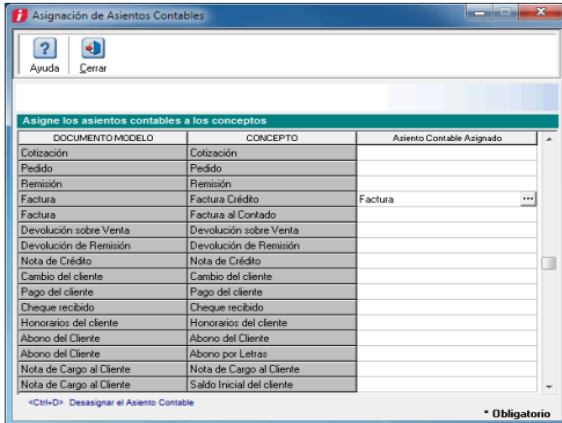 Asignación de Asientos Contables
Ayuda Cerrar
Asigne los asientos contables a los conceptos
DOCUMENTO MODELO CONCEPTO Asiento Contable Asignado
Cotización Cotización
Pedido Pedido
Remisión Remisión
Factura Factura Crédito Factura ...
Factura Factura al Contado
Devolución sobre Venta Devolución sobre Venta
Devolución de Remisión Devolución de Remisión
Nota de Crédito Nota de Crédito
Cambio del cliente Cambio del cliente
Pago del cliente Pago del cliente
Cheque recibido Cheque recibido
Honorarios del cliente Honorarios del cliente
Abono del Cliente Abono del Cliente
Abono del Cliente Abono por Letras
Nota de Cargo al Cliente Nota de Cargo al Cliente
Nota de Cargo al Cliente Saldo Inicial del cliente
<Ctrl+D> Desasignar el Asiento Contable
* Obligatorio